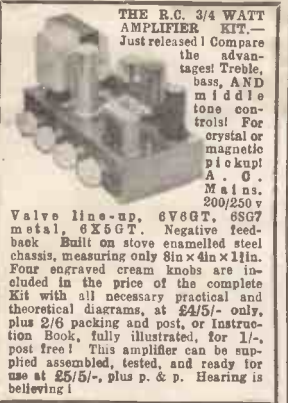 THE R.C. 3/4 WATT
AMPLIFIER KIT.—
Just released! Compare
the advan-
tages! Treble,
bass, AND
middle
tone con-
trols! For
crystal or
magnetic
pickup!
A. C.
Mains.
200/250 v
Valve line-up, 6V6GT, 6SG7
metal, 6X5GT. Negative feed-
back Built on stove enamelled steel
chassis, measuring only 8in × 4in × 1½in.
Four engraved cream knobs are in-
cluded in the price of the complete
Kit with all necessary practical and
theoretical diagrams, at £4/5/- only,
plus 2/6 packing and post, or Instruc-
tion Book, fully illustrated, for 1/-,
post free! This amplifier can be sup-
plied assembled, tested, and ready for
use at £5/5/-, plus p. & p. Hearing is
believing!